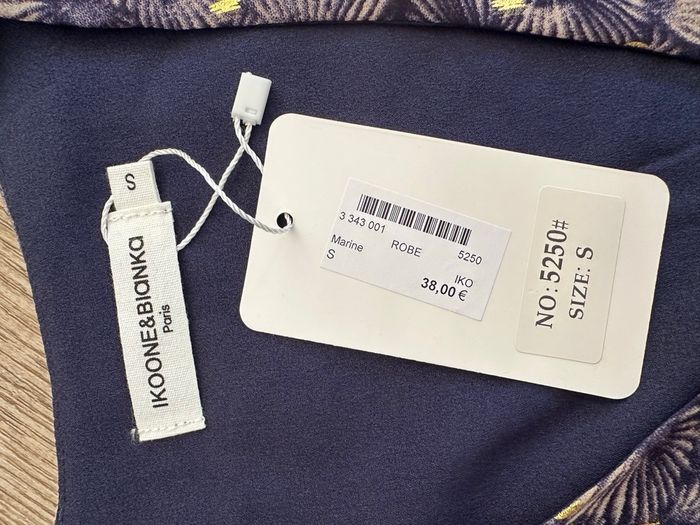 S
IKOONE&BIANKA
Paris
3 343 001
ROBE 5250
Marine
S
IKO
38,00 €
NO: 5250#
SIZE: S